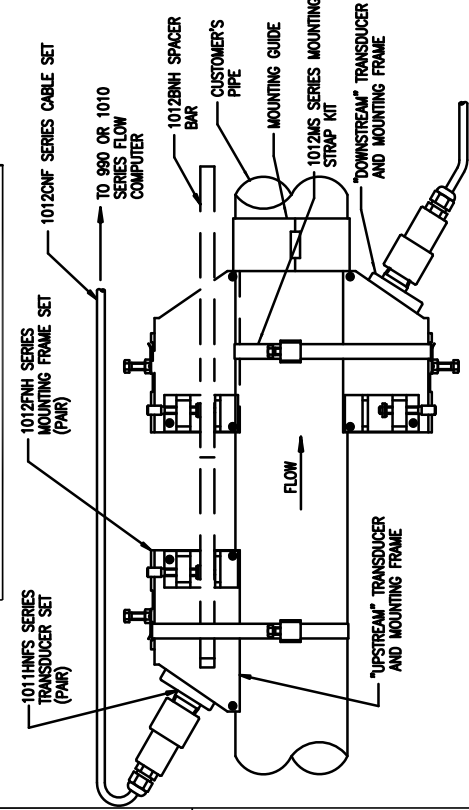 1011HNFS SERIES
TRANSDUCER SET
(PAIR)
1012FNH SERIES
MOUNTING FRAME SET
(PAIR)
1012CNF SERIES CABLE SET
TO 990 OR 1010
SERIES FLOW
COMPUTER
1012BNH SPACER
BAR
CUSTOMER'S
PIPE
MOUNTING GUIDE
1012MS SERIES MOUNTING
STRAP KIT
"DOWNSTREAM" TRANSDUCER
AND MOUNTING FRAME
FLOW
"UPSTREAM" TRANSDUCER
AND MOUNTING FRAME